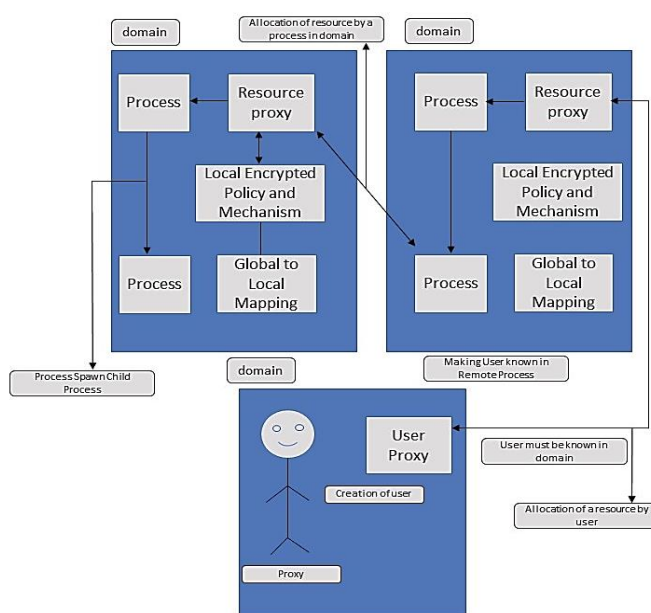 domain
Allocation of resource by a
process in domain
domain
Process
Resource
proxy
Local Encrypted
Policy and
Mechanism
Process
Global to
Local
Mapping
Process
Resource
proxy
Local Encrypted
Policy and
Mechanism
Process
Global to
Local
Mapping
Process Spawn Child
Process
domain
Making User known in
Remote Process
User
Proxy
Creation of user
Proxy
User must be known in
domain
Allocation of a resource by
user